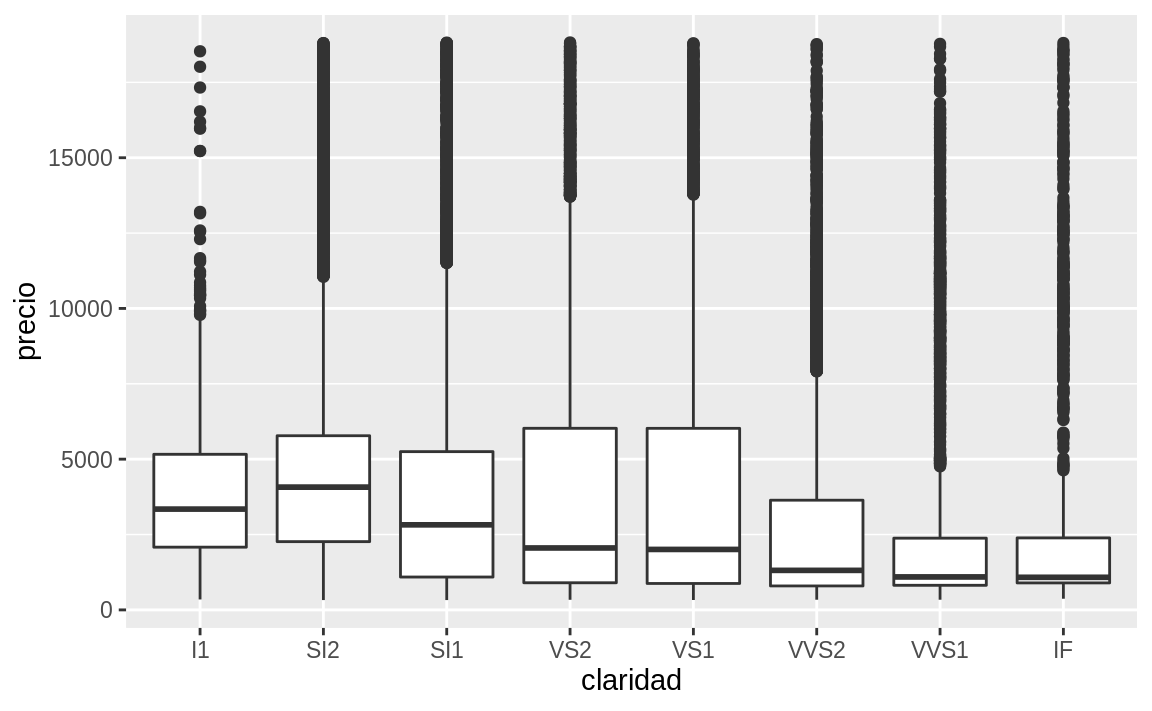 precio
15000
10000
5000
0
I1 SI2 SI1 VS2 VS1 VVS2 VVS1 IF
claridad